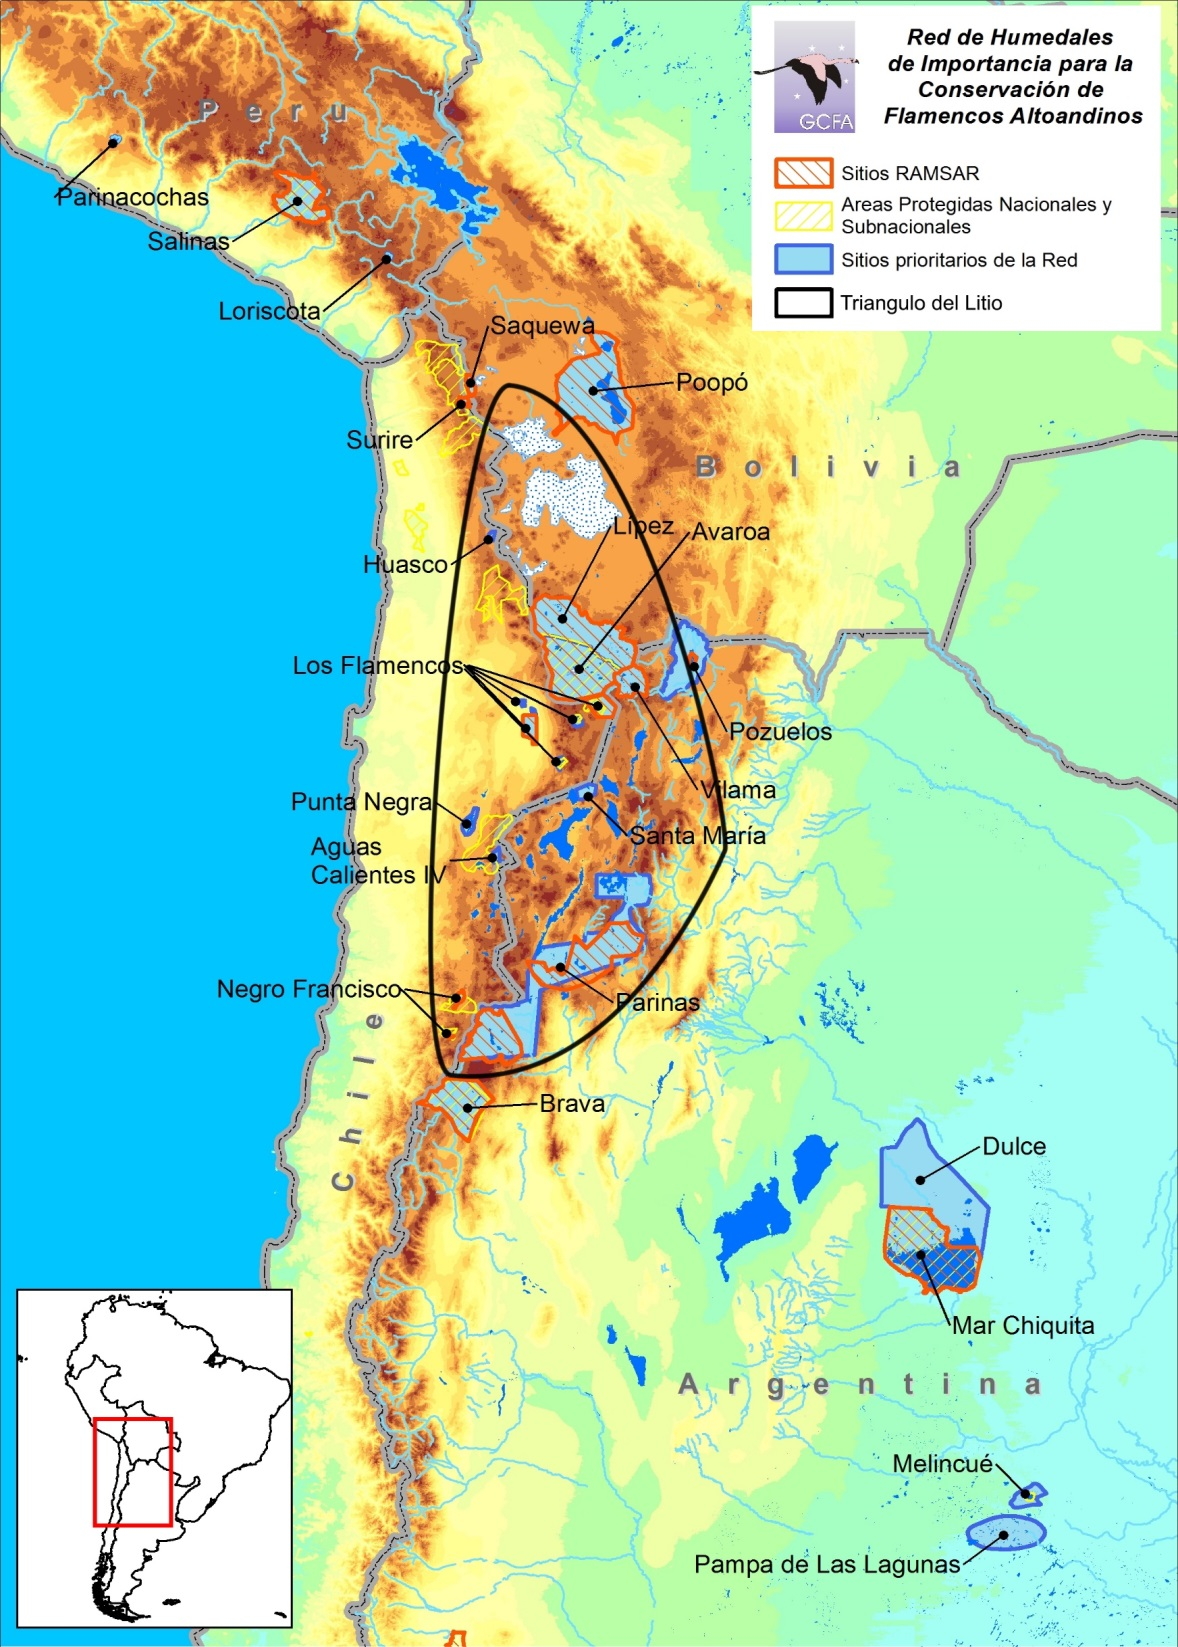 Red de Humedales
de Importancia para la
Conservación de
Flamencos Altoandinos
GCFA
Sitios RAMSAR
Areas Protegidas Nacionales y
Subnacionales
Sitios prioritarios de la Red
Triangulo del Litio
Peru
Parinacochas
Salinas
Loriscota
Saquewa
Poopó
Surire
Bolivia
Lípez
Avaroa
Huasco
Los Flamencos
Pozuelos
Vilama
Punta Negra
Santa María
Aguas
Calientes IV
Negro Francisco
Parinas
Chile
Brava
Dulce
Mar Chiquita
Argentina
Melincué
Pampa de Las Lagunas